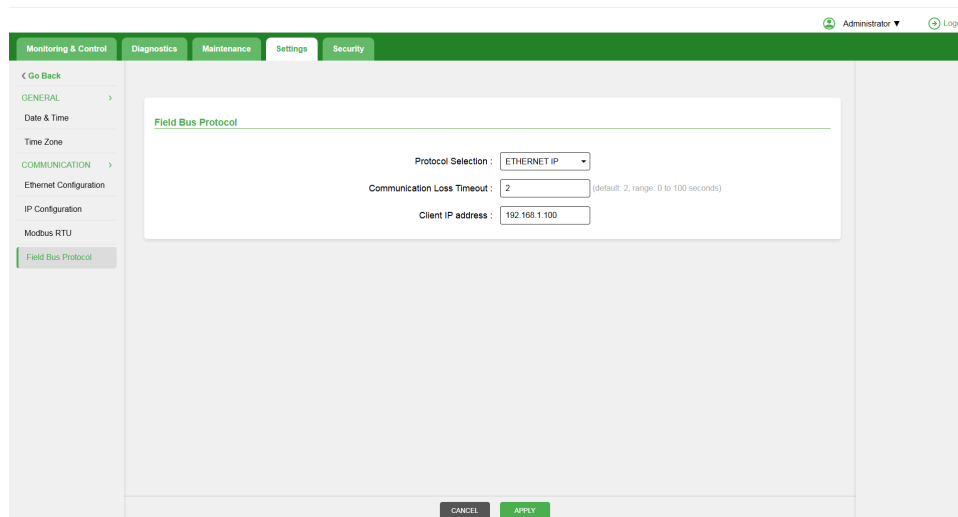 Administrator ▼
Monitoring & Control Diagnostics Maintenance Settings Security
Go Back
GENERAL
Date & Time
Time Zone
COMMUNICATION
Ethernet Configuration
IP Configuration
Modbus RTU
Field Bus Protocol
Field Bus Protocol
Protocol Selection : ETHERNET IP
Communication Loss Timeout : 2 (default: 2, range: 0 to 100 seconds)
Client IP address : 192.168.1.100
CANCEL APPLY